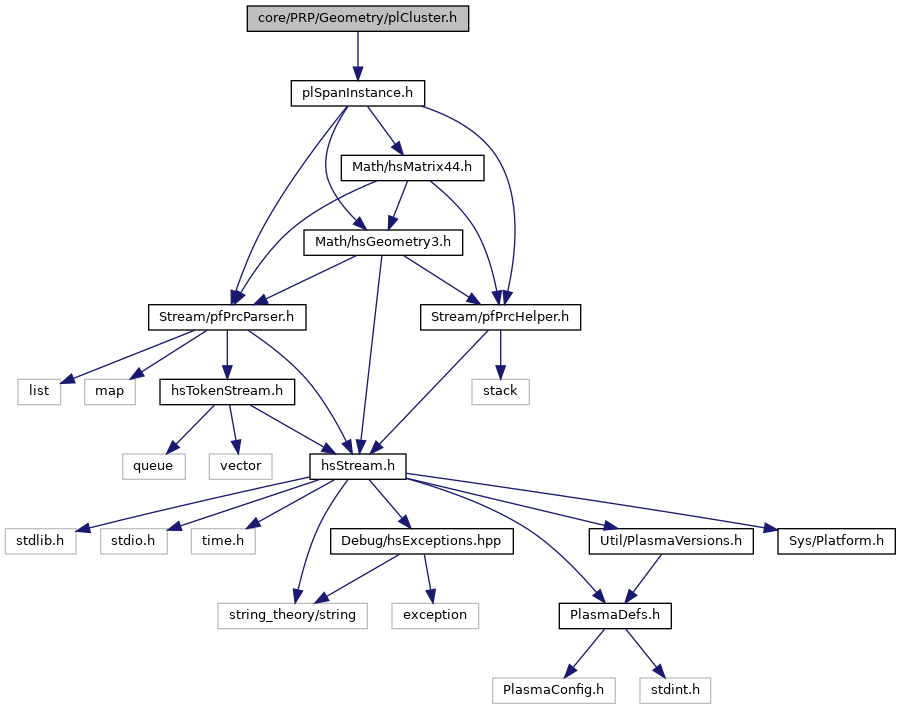 core/PRP/Geometry/plCluster.h
plSpanInstance.h
Math/hsMatrix44.h
Math/hsGeometry3.h
Stream/pfPrcParser.h
Stream/pfPrcHelper.h
list
map
hsTokenStream.h
stack
queue
vector
hsStream.h
stdlib.h
stdio.h
time.h
Debug/hsExceptions.hpp
Util/PlasmaVersions.h
Sys/Platform.h
string_theory/string
exception
PlasmaDefs.h
PlasmaConfig.h
stdint.h